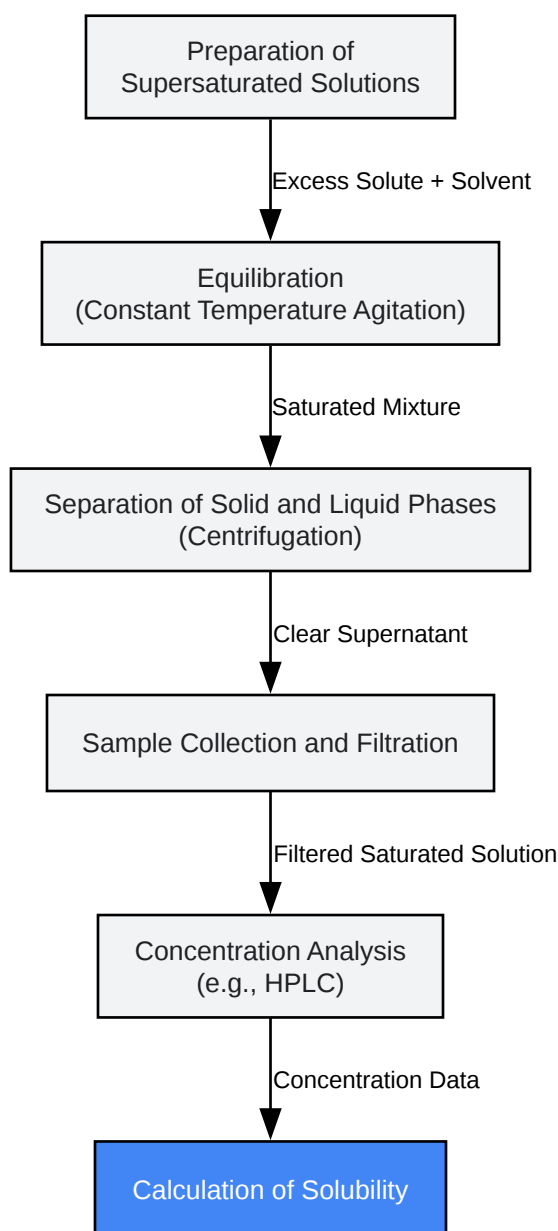 Preparation of
Supersaturated Solutions
Excess Solute + Solvent
Equilibration
(Constant Temperature Agitation)
Saturated Mixture
Separation of Solid and Liquid Phases
(Centrifugation)
Clear Supernatant
Sample Collection and Filtration
Filtered Saturated Solution
Concentration Analysis
(e.g., HPLC)
Concentration Data
Calculation of Solubility